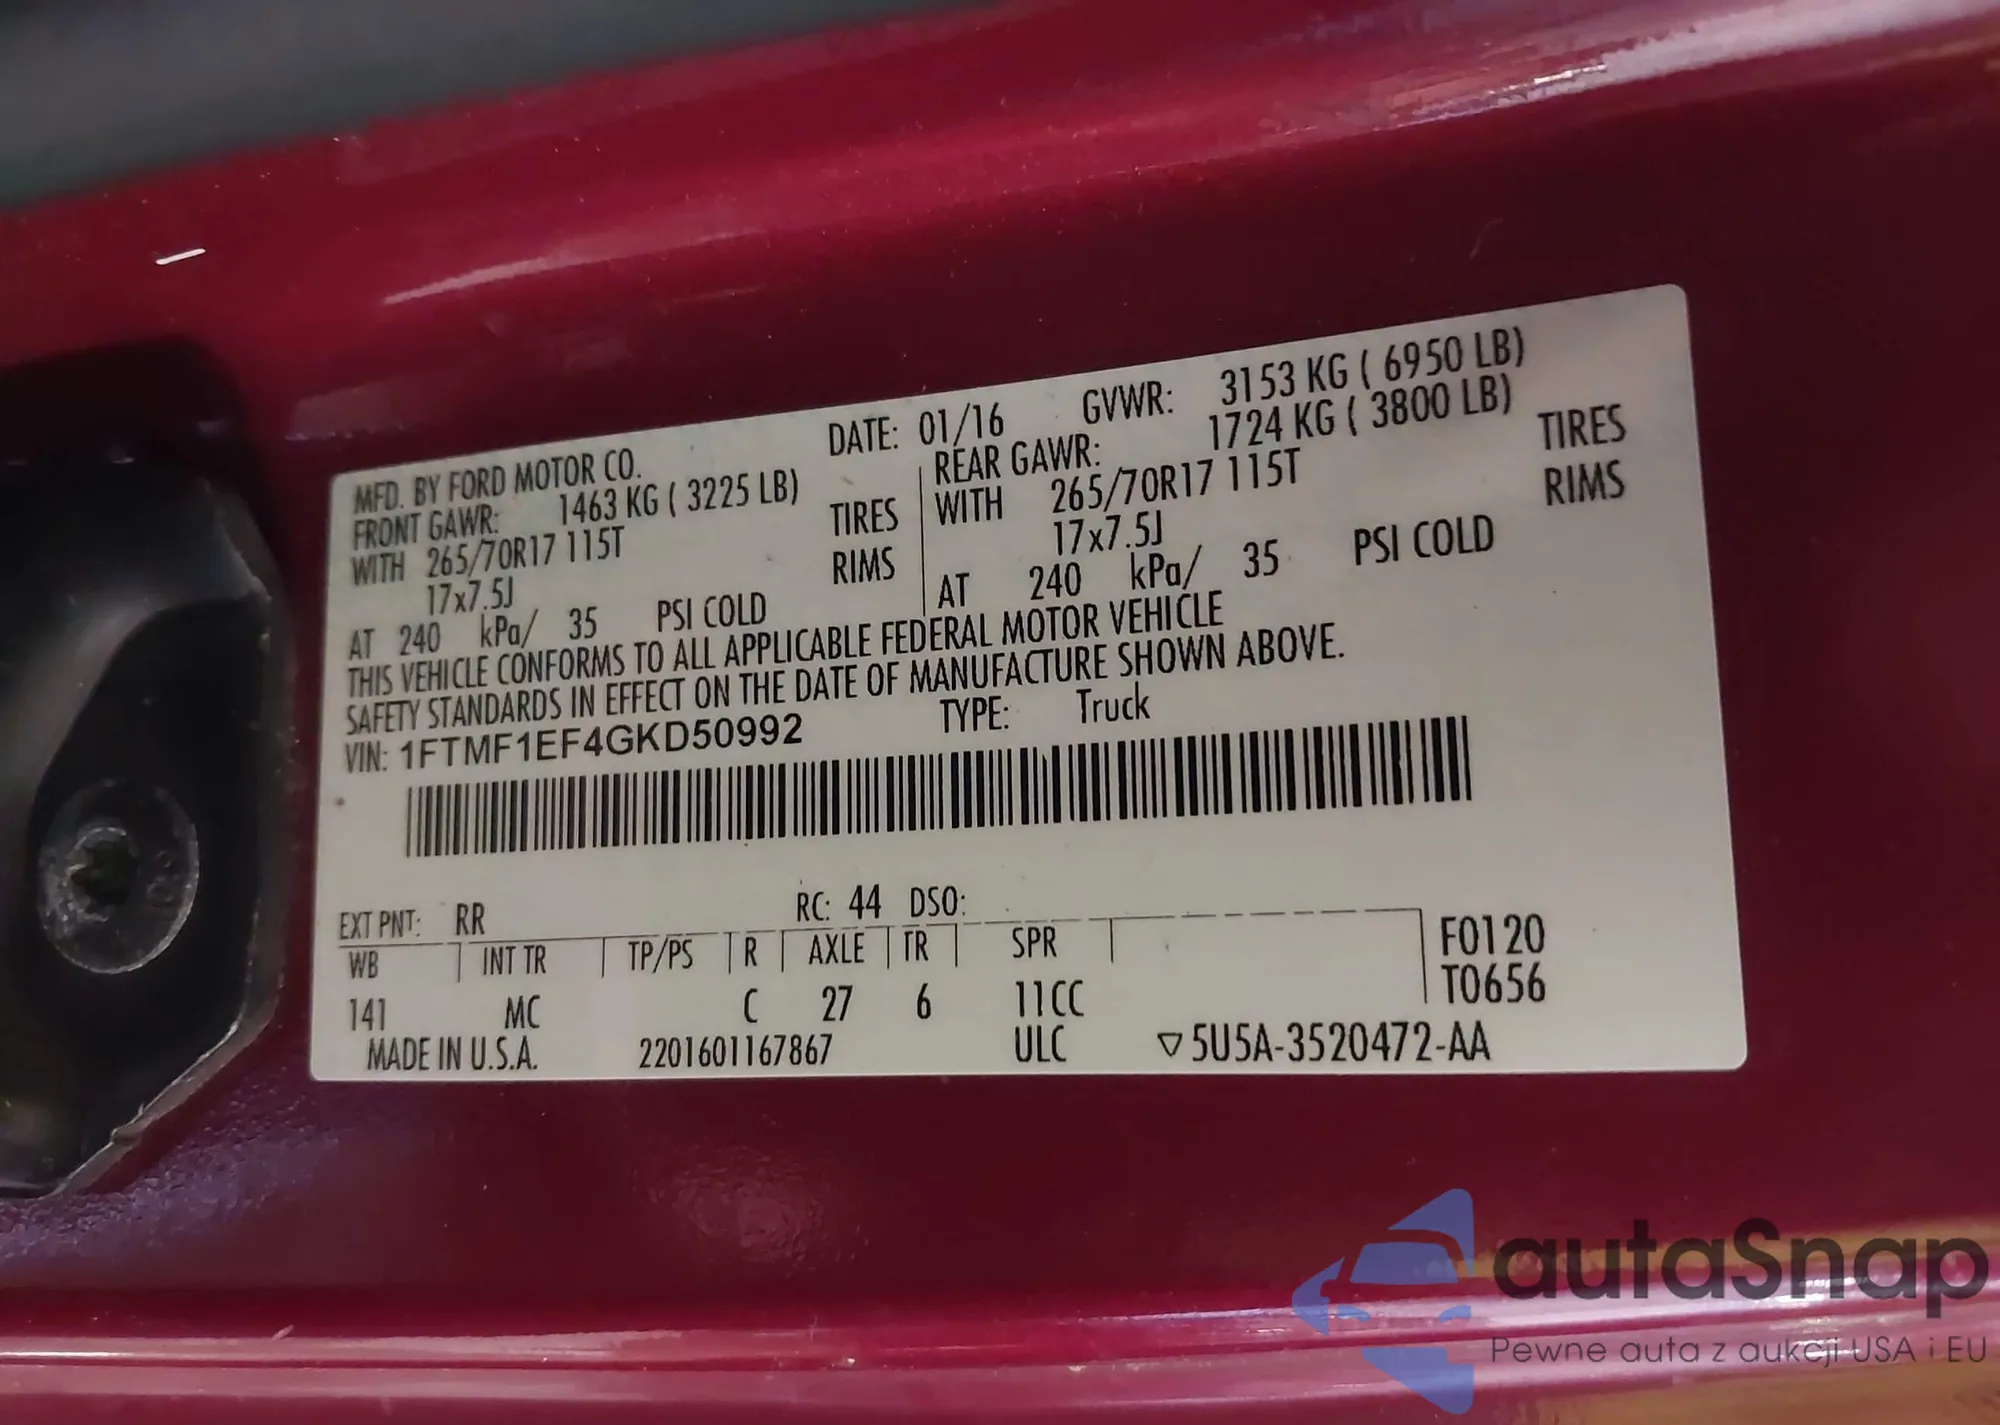 MFD. BY FORD MOTOR CO. DATE: 01/16 GVWR: 3153 KG ( 6950 LB)
FRONT GAWR: 1463 KG ( 3225 LB) REAR GAWR: 1724 KG ( 3800 LB)
WITH 265/70R17 115T TIRES WITH 265/70R17 115T TIRES
17x7.5J RIMS 17x7.5J RIMS
AT 240 kPa/ 35 PSI COLD AT 240 kPa/ 35 PSI COLD
THIS VEHICLE CONFORMS TO ALL APPLICABLE FEDERAL MOTOR VEHICLE
SAFETY STANDARDS IN EFFECT ON THE DATE OF MANUFACTURE SHOWN ABOVE.
VIN: 1FTMF1EF4GKD50992 TYPE: Truck
EXT PNT: RR RC: 44 DSO:
WB INT TR TP/PS R AXLE TR SPR F0120
141 MC C 27 6 11CC T0656
MADE IN U.S.A. 2201601167867 ULC ▽5U5A-3520472-AA
autaSnap
Pewne auta z aukcji USA i EU